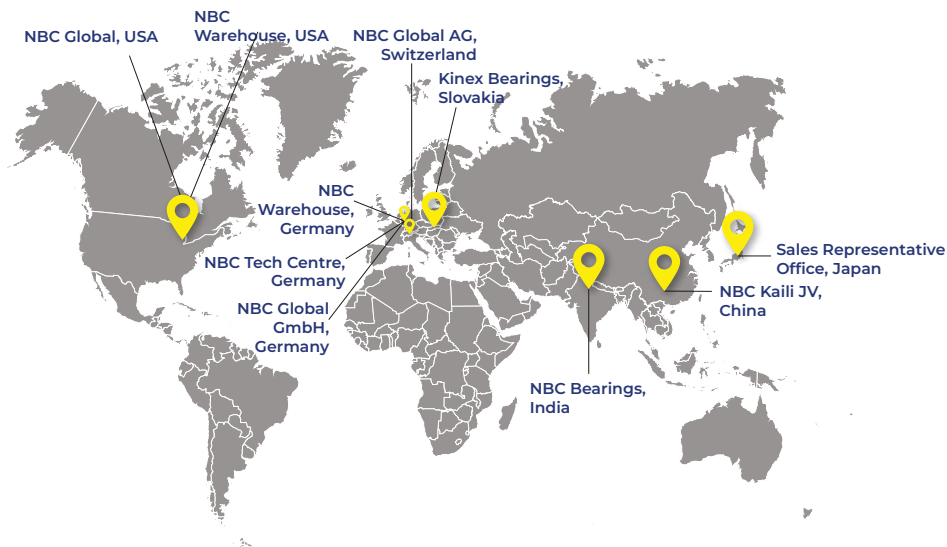 NBC Global, USA
NBC
Warehouse, USA
NBC Global AG,
Switzerland
Kinex Bearings,
Slovakia
NBC
Warehouse,
Germany
NBC Tech Centre,
Germany
NBC Global
GmbH,
Germany
Sales Representative
Office, Japan
NBC Kaili JV,
China
NBC Bearings,
India